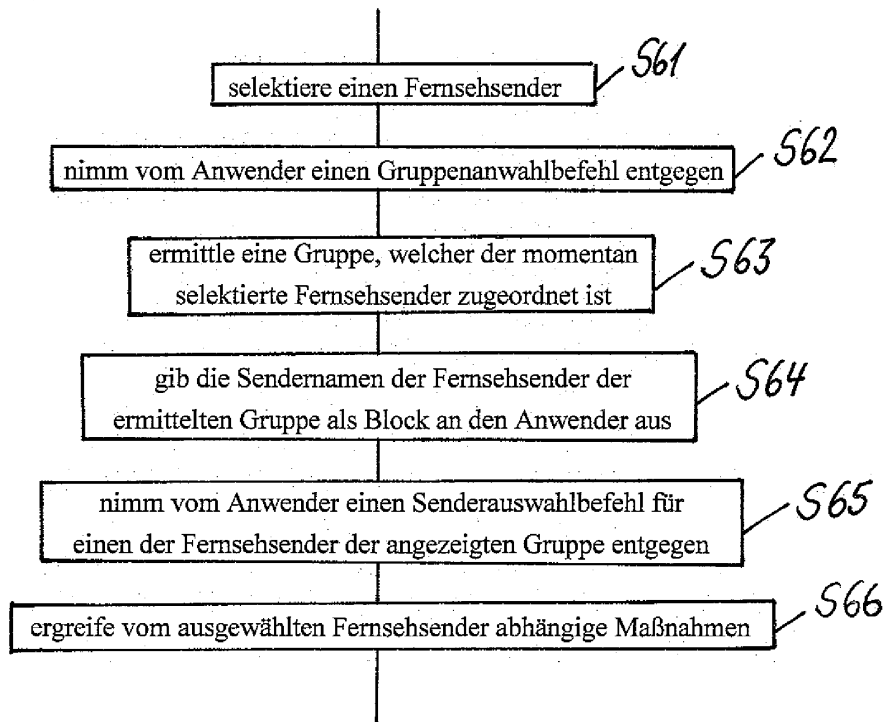 selektiere einen Fernsehsender
S61
nimm vom Anwender einen Gruppenanwahlbefehl entgegen
S62
ermittle eine Gruppe, welcher der momentan
selektierte Fernsehsender zugeordnet ist
S63
gib die Sendernamen der Fernsehsender der
ermittelten Gruppe als Block an den Anwender aus
S64
nimm vom Anwender einen Senderauswahlbefehl für
einen der Fernsehsender der angezeigten Gruppe entgegen
S65
ergreife vom ausgewählten Fernsehsender abhängige Maßnahmen
S66